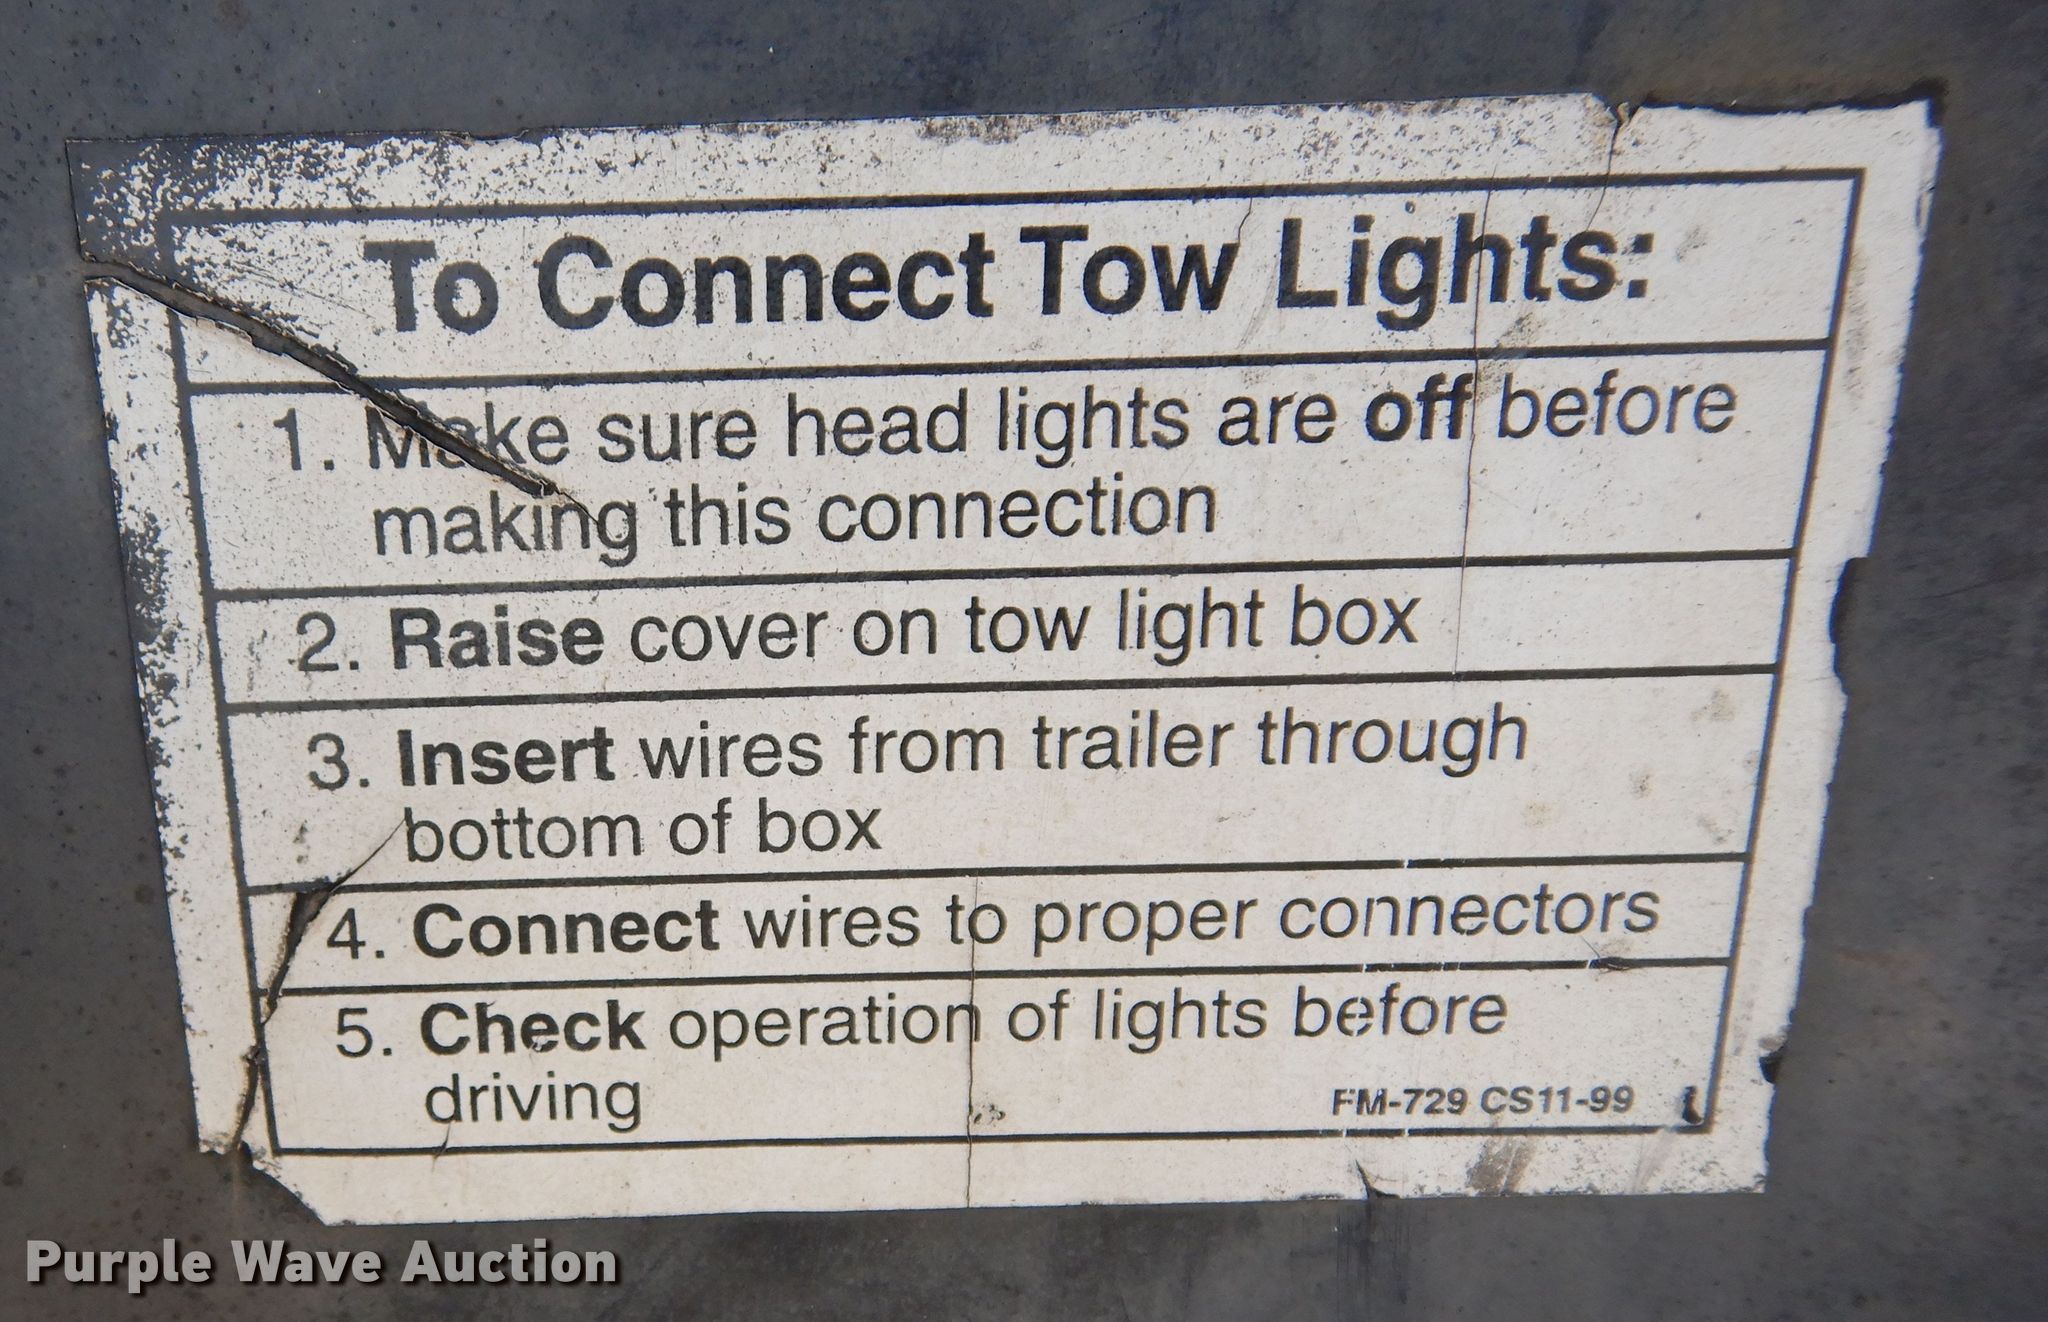 To Connect Tow Lights:
1. Make sure head lights are off before
making this connection
2. Raise cover on tow light box
3. Insert wires from trailer through
bottom of box
4. Connect wires to proper connectors
5. Check operation of lights before
driving
FM-729 CS11-99
Purple Wave Auction